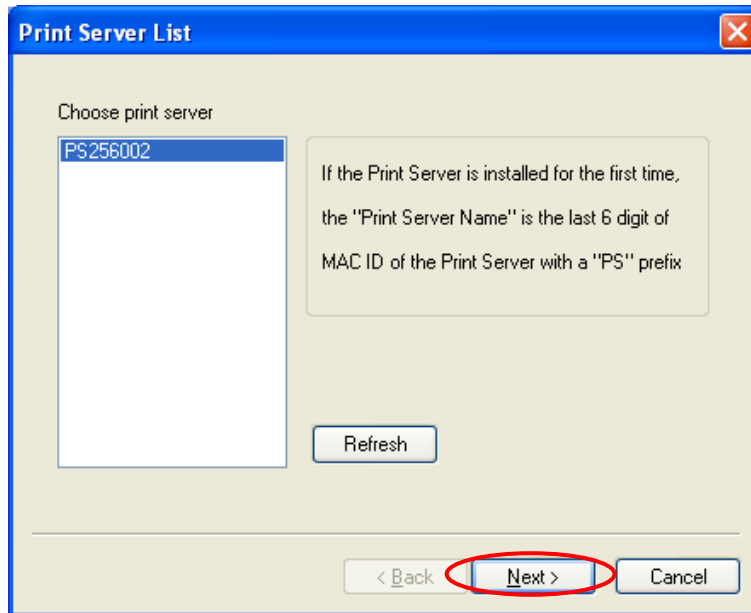 Print Server List
Choose print server
PS256002
If the Print Server is installed for the first time,
the "Print Server Name" is the last 6 digit of
MAC ID of the Print Server with a "PS" prefix
Refresh
< Back
Next >
Cancel